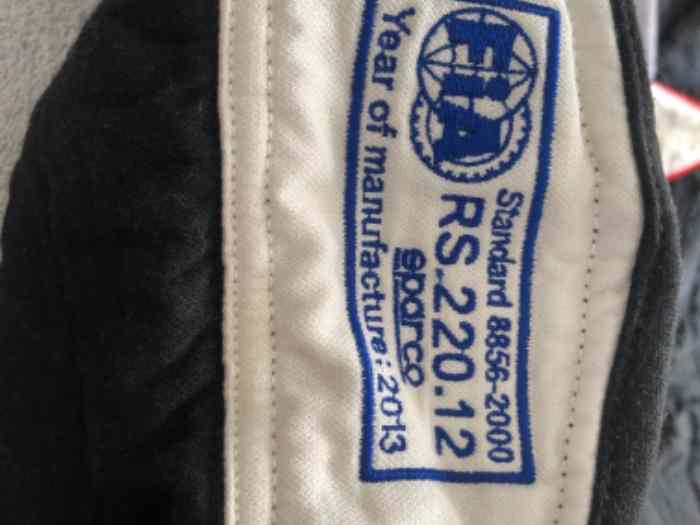 FIA
Standard 8856-2000
RS.220.12
sparco
Year of manufacture: 2013